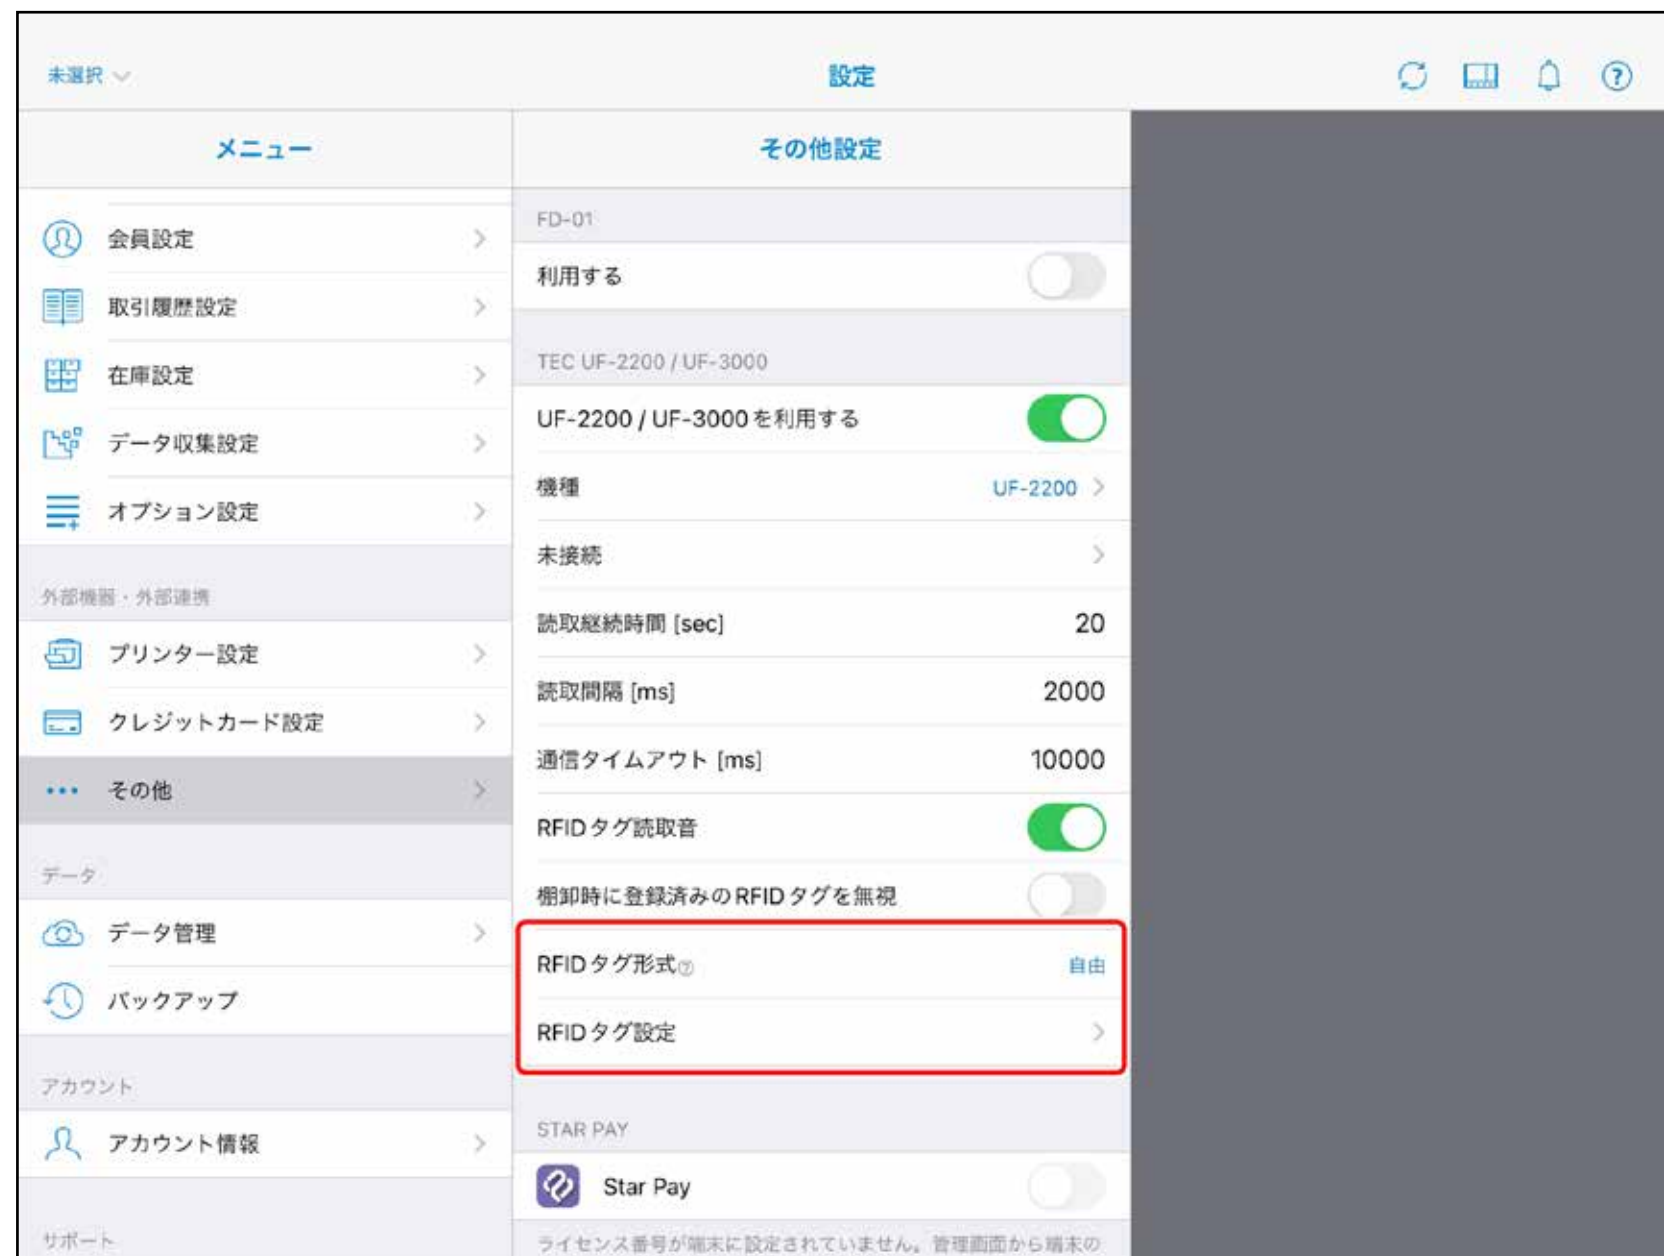 未選択
設定
メニュー
会員設定
取引履歴設定
在庫設定
データ収集設定
オプション設定
外部機器・外部連携
プリンター設定
クレジットカード設定
その他
データ
データ管理
バックアップ
アカウント
アカウント情報
サポート
その他設定
FD-01
利用する
TEC UF-2200 / UF-3000
UF-2200 / UF-3000を利用する
機種 UF-2200
未接続
読取継続時間 [sec] 20
読取間隔 [ms] 2000
通信タイムアウト [ms] 10000
RFIDタグ読取音
棚卸時に登録済みのRFIDタグを無視
RFIDタグ形式? 自由
RFIDタグ設定
STAR PAY
Star Pay
ライセンス番号が端末に設定されていません。管理画面から端末の